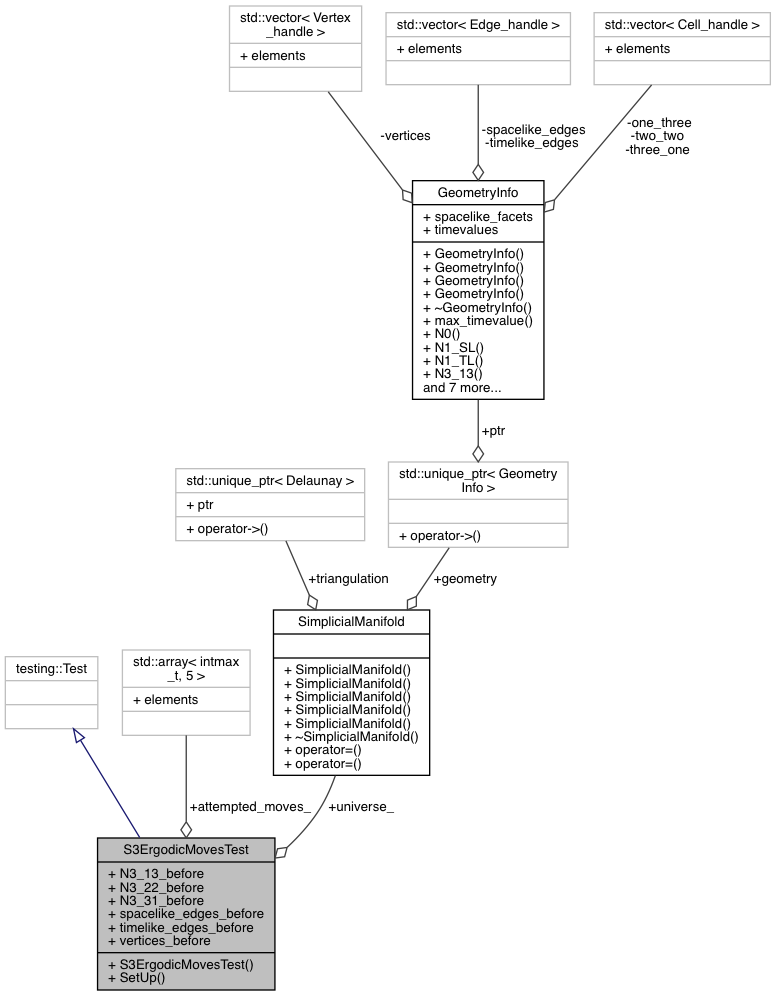 std::vector< Vertex
_handle >
+ elements
std::vector< Edge_handle >
+ elements
std::vector< Cell_handle >
+ elements
-vertices
-spacelike_edges
-timelike_edges
-one_three
-two_two
-three_one
GeometryInfo
+ spacelike_facets
+ timevalues
+ GeometryInfo()
+ GeometryInfo()
+ GeometryInfo()
+ GeometryInfo()
+ ~GeometryInfo()
+ max_timevalue()
+ N0()
+ N1_SL()
+ N1_TL()
+ N3_13()
and 7 more...
+ptr
std::unique_ptr< Delaunay >
+ ptr
+ operator->()
std::unique_ptr< Geometry
Info >
+ operator->()
+triangulation
+geometry
SimplicialManifold
+ SimplicialManifold()
+ SimplicialManifold()
+ SimplicialManifold()
+ SimplicialManifold()
+ SimplicialManifold()
+ ~SimplicialManifold()
+ operator=()
+ operator=()
testing::Test
std::array< intmax
_t, 5 >
+ elements
+attempted_moves_
+universe_
S3ErgodicMovesTest
+ N3_13_before
+ N3_22_before
+ N3_31_before
+ spacelike_edges_before
+ timelike_edges_before
+ vertices_before
+ S3ErgodicMovesTest()
+ SetUp()